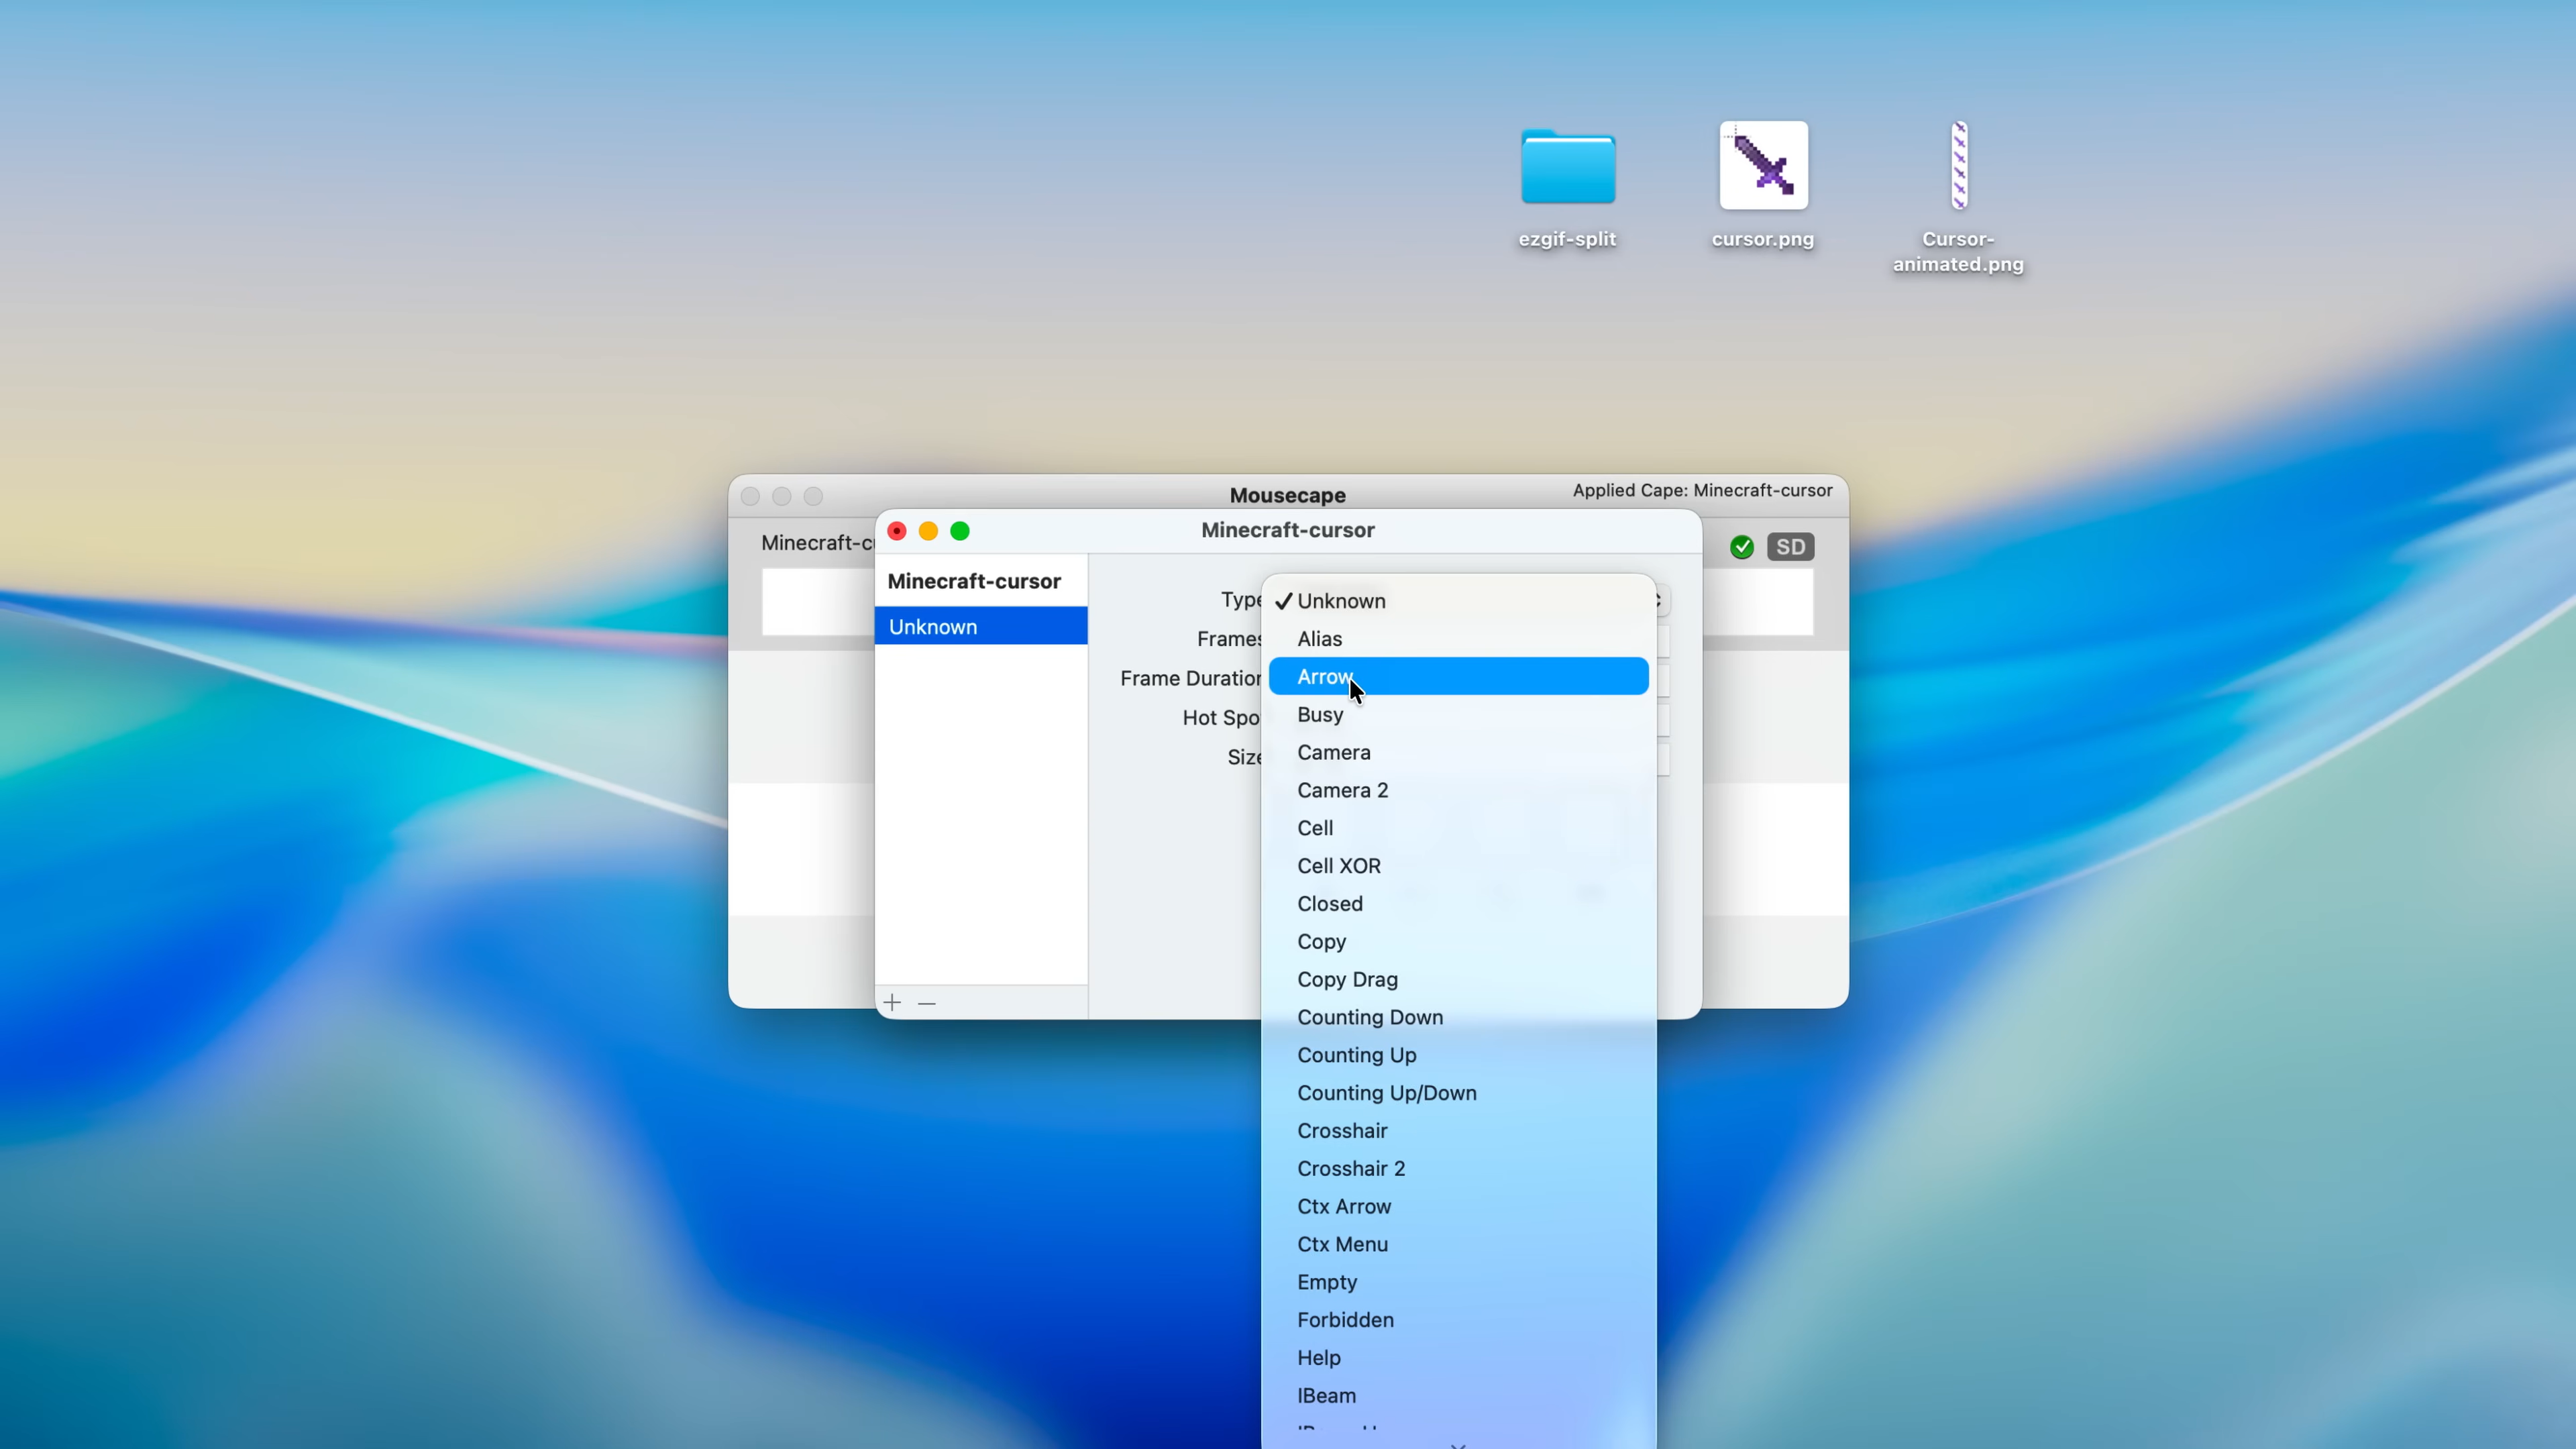 ezgif-split
cursor.png
Cursor-
animated.png
Mousecape
Applied Cape: Minecraft-cursor
Minecraft-cursor
SD
Minecraft-cursor
Unknown
Type
Frames
Frame Duration
Hot Spo
Size
Unknown
Alias
Arrow
Busy
Camera
Camera 2
Cell
Cell XOR
Closed
Copy
Copy Drag
Counting Down
Counting Up
Counting Up/Down
Crosshair
Crosshair 2
Ctx Arrow
Ctx Menu
Empty
Forbidden
Help
IBeam